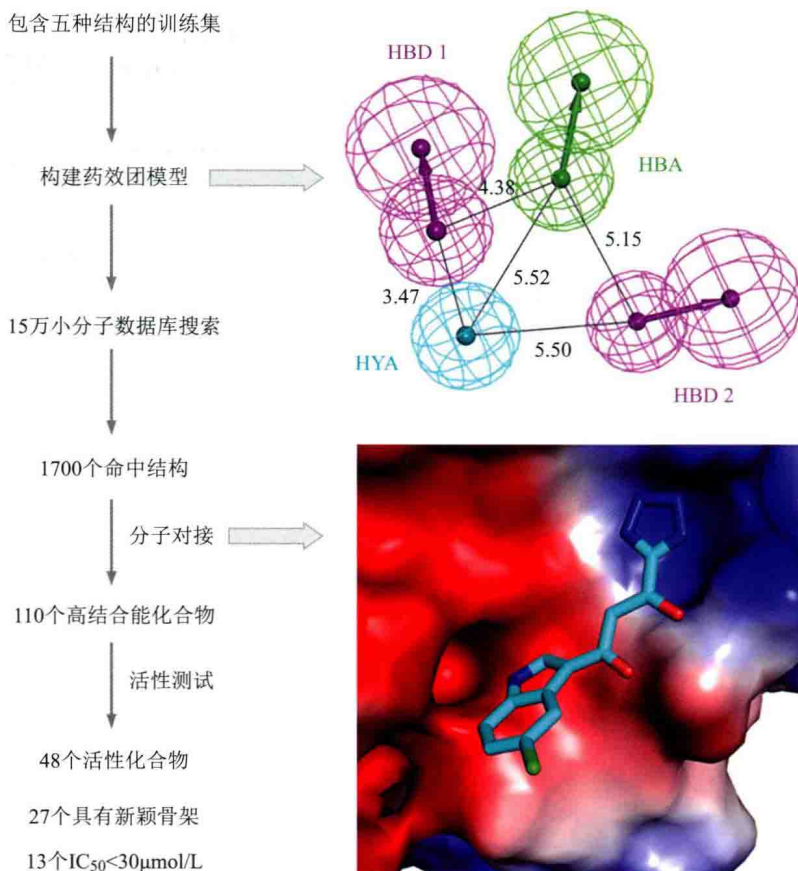 包含五种结构的训练集
构建药效团模型
15万小分子数据库搜索
1700个命中结构
分子对接
110个高结合能化合物
活性测试
48个活性化合物
27个具有新颖骨架
13个IC₅₀<30μmol/L
HBD 1
HBA
4.38
5.15
5.52
3.47
5.50
HYA
HBD 2